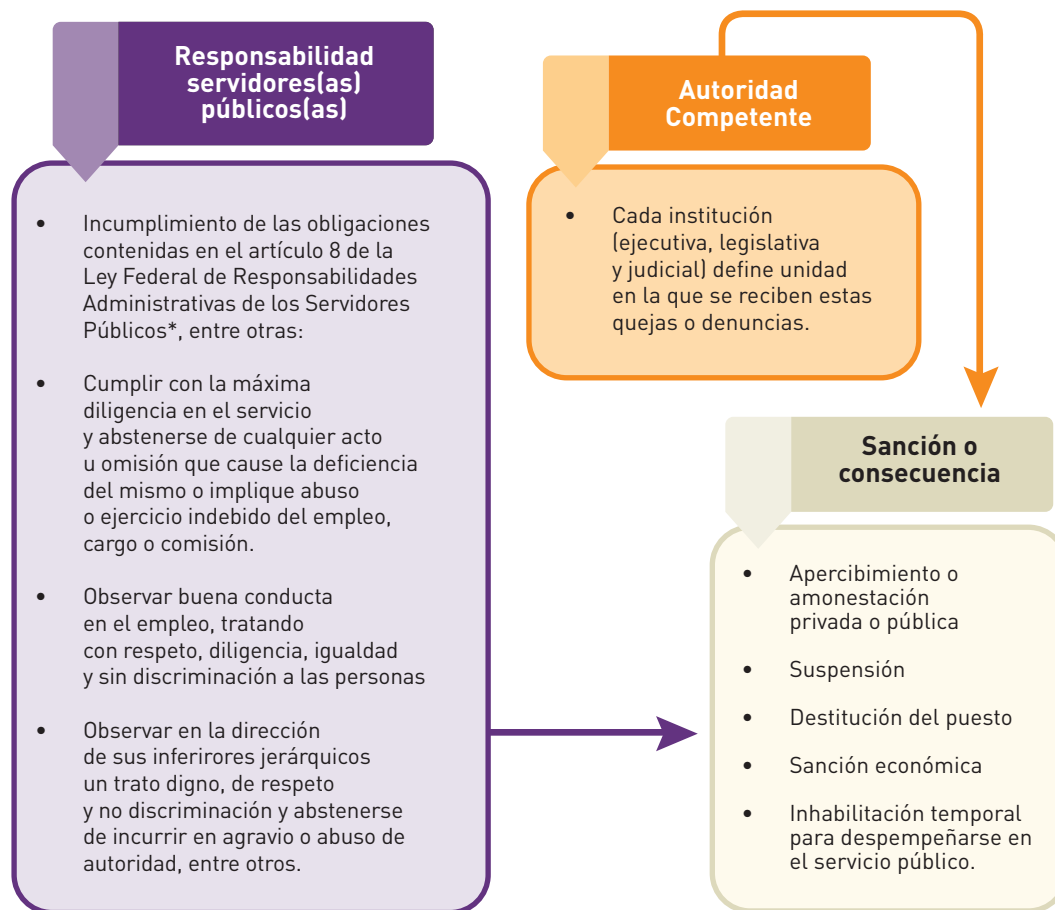 Responsabilidad
servidores(as)
públicos(as)
• Incumplimiento de las obligaciones
contenidas en el artículo 8 de la
Ley Federal de Responsabilidades
Administrativas de los Servidores
Públicos*, entre otras:
• Cumplir con la máxima
diligencia en el servicio
y abstenerse de cualquier acto
u omisión que cause la deficiencia
del mismo o implique abuso
o ejercicio indebido del empleo,
cargo o comisión.
• Observar buena conducta
en el empleo, tratando
con respeto, diligencia, igualdad
y sin discriminación a las personas
• Observar en la dirección
de sus inferirores jerárquicos
un trato digno, de respeto
y no discriminación y abstenerse
de incurrir en agravio o abuso de
autoridad, entre otros.
Autoridad
Competente
• Cada institución
(ejecutiva, legislativa
y judicial) define unidad
en la que se reciben estas
quejas o denuncias.
Sanción o
consecuencia
• Apercibimiento o
amonestación
privada o pública
• Suspensión
• Destitución del puesto
• Sanción económica
• Inhabilitación temporal
para despempeñarse en
el servicio público.